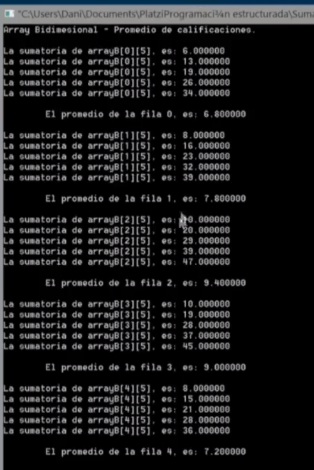 "C:\Users\Dani\Documents\PlatziProgramaci¾n estructurada\Suma
Array Bidimesional - Promedio de calificaciones.
La sumatoria de arrayB[0][5], es: 6.000000
La sumatoria de arrayB[0][5], es: 13.000000
La sumatoria de arrayB[0][5], es: 19.000000
La sumatoria de arrayB[0][5], es: 26.000000
La sumatoria de arrayB[0][5], es: 34.000000
El promedio de la fila 0, es: 6.800000
La sumatoria de arrayB[1][5], es: 8.000000
La sumatoria de arrayB[1][5], es: 16.000000
La sumatoria de arrayB[1][5], es: 23.000000
La sumatoria de arrayB[1][5], es: 32.000000
La sumatoria de arrayB[1][5], es: 39.000000
El promedio de la fila 1, es: 7.800000
La sumatoria de arrayB[2][5], es: 10.000000
La sumatoria de arrayB[2][5], es: 20.000000
La sumatoria de arrayB[2][5], es: 29.000000
La sumatoria de arrayB[2][5], es: 39.000000
La sumatoria de arrayB[2][5], es: 47.000000
El promedio de la fila 2, es: 9.400000
La sumatoria de arrayB[3][5], es: 10.000000
La sumatoria de arrayB[3][5], es: 19.000000
La sumatoria de arrayB[3][5], es: 28.000000
La sumatoria de arrayB[3][5], es: 37.000000
La sumatoria de arrayB[3][5], es: 45.000000
El promedio de la fila 3, es: 9.000000
La sumatoria de arrayB[4][5], es: 8.000000
La sumatoria de arrayB[4][5], es: 15.000000
La sumatoria de arrayB[4][5], es: 21.000000
La sumatoria de arrayB[4][5], es: 28.000000
La sumatoria de arrayB[4][5], es: 36.000000
El promedio de la fila 4, es: 7.200000